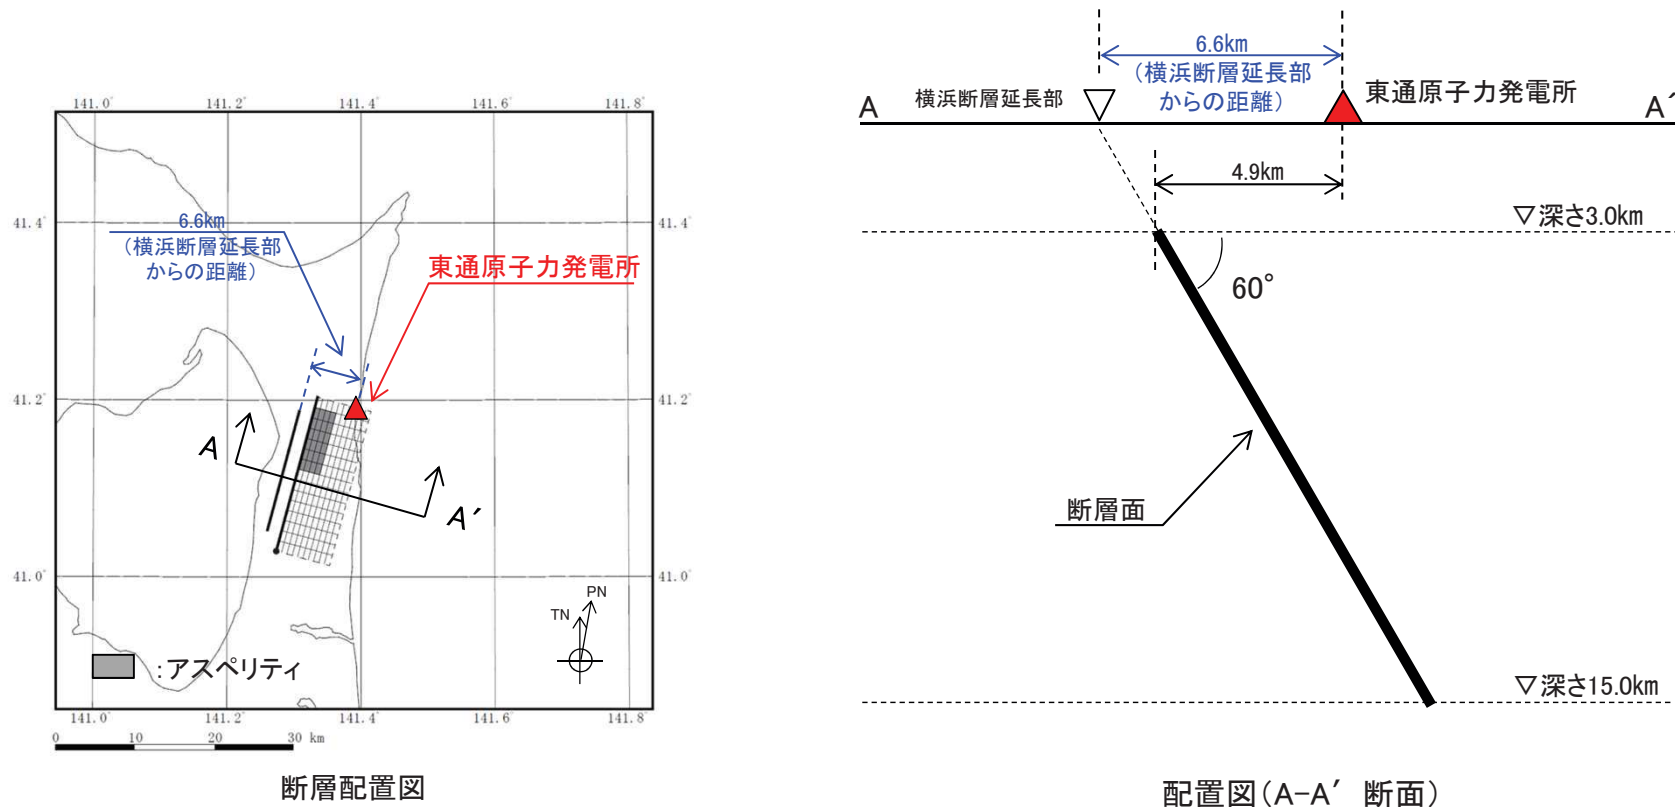 141.0°
141.2°
141.4°
141.6°
141.8°
41.4°
41.4°
6.6km
（横浜断層延長部
からの距離）
東通原子力発電所
41.2°
41.2°
A
A′
41.0°
41.0°
PN
TN
：アスペリティ
141.0°
141.2°
141.4°
141.6°
141.8°
0
10
20
30 km
断層配置図
6.6km
（横浜断層延長部
からの距離）
横浜断層延長部
東通原子力発電所
A
A′
4.9km
▽深さ3.0km
60°
断層面
▽深さ15.0km
配置図（A-A′ 断面）